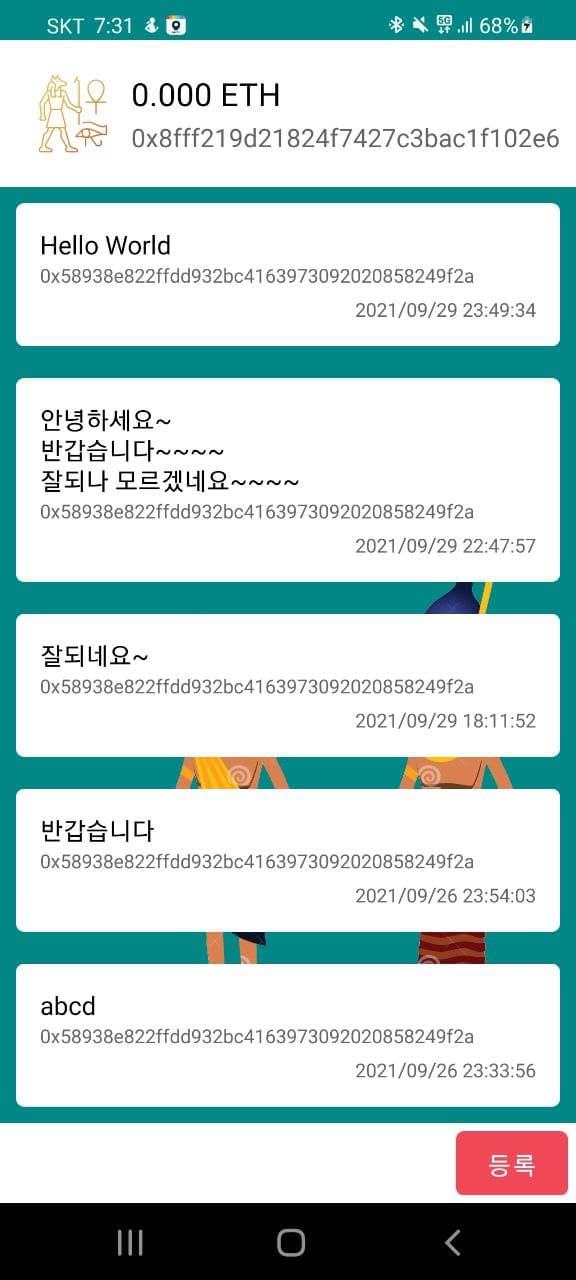 SKT 7:31 5G 68%
0.000 ETH
0x8fff219d21824f7427c3bac1f102e6
Hello World
0x58938e822ffdd932bc4163973092020858249f2a
2021/09/29 23:49:34
안녕하세요~
반갑습니다~~~~
잘되나 모르겠네요~~~~
0x58938e822ffdd932bc4163973092020858249f2a
2021/09/29 22:47:57
잘되네요~
0x58938e822ffdd932bc4163973092020858249f2a
2021/09/29 18:11:52
반갑습니다
0x58938e822ffdd932bc4163973092020858249f2a
2021/09/26 23:54:03
abcd
0x58938e822ffdd932bc4163973092020858249f2a
2021/09/26 23:33:56
등록